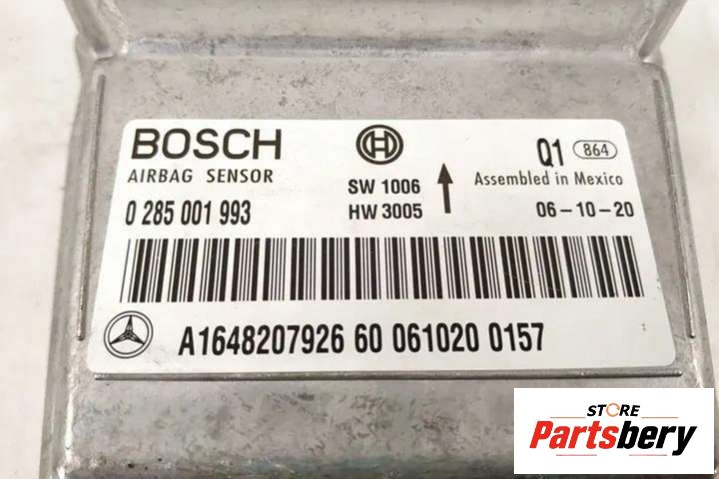 BOSCH
AIRBAG SENSOR
0 285 001 993
SW 1006
HW 3005
Q1 864
Assembled in Mexico
06-10-20
A1648207926 60 061020 0157
STORE
Partsbery